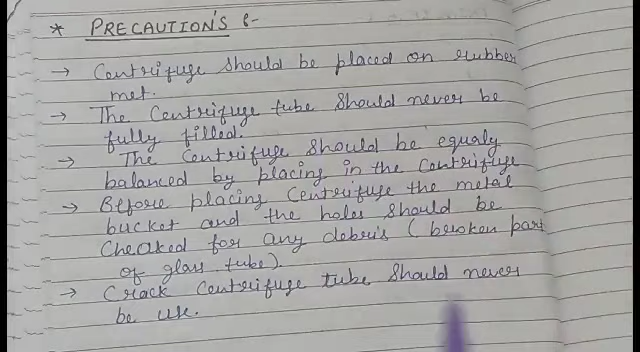 * PRECAUTION'S :-
→ Centrifuge should be placed on rubber
met.
→ The Centrifuge tube should never be
fully filled.
→ The Centrifuge should be equaly
balanced by placing in the Centrifuge
→ Before placing Centrifuge the metal
bucket and the holes should be
Cheaked for any debris ( broken part
of glass tube).
→ Crack Centrifuge tube should never
be use.